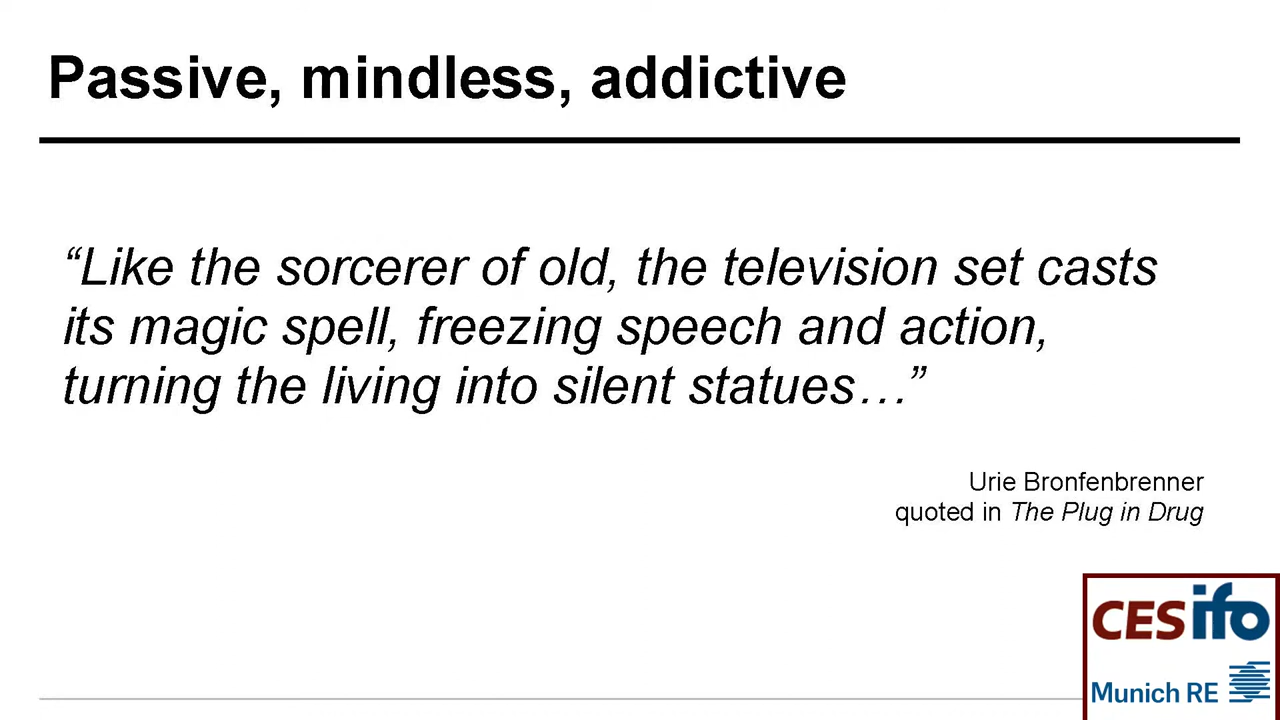 Passive, mindless, addictive
“Like the sorcerer of old, the television set casts
its magic spell, freezing speech and action,
turning the living into silent statues…”
Urie Bronfenbrenner
quoted in The Plug in Drug
CESifo
Munich RE